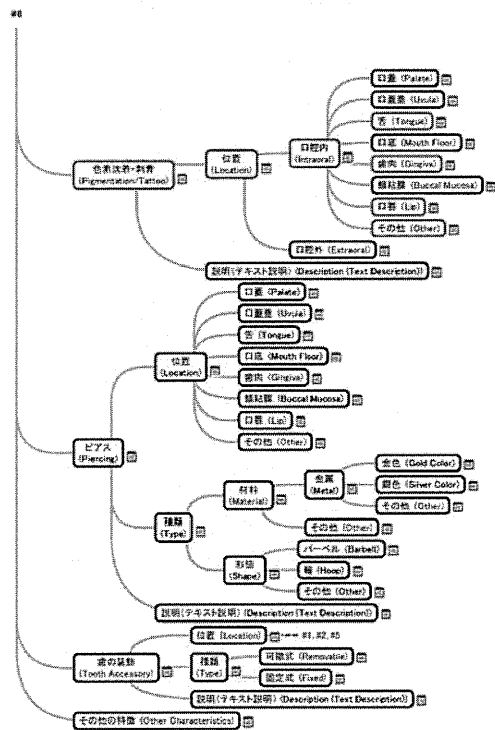 #6
口蓋 (Palate)
口蓋垂 (Uvula)
舌 (Tongue)
口底 (Mouth Floor)
歯肉 (Gingiva)
頬粘膜 (Buccal Mucosa)
口唇 (Lip)
その他 (Other)
口腔内
(Intraoral)
位置
(Location)
色素沈着・刺青
(Pigmentation/Tattoo)
口腔外 (Extraoral)
説明(テキスト説明) (Description (Text Description))
口蓋 (Palate)
口蓋垂 (Uvula)
舌 (Tongue)
口底 (Mouth Floor)
歯肉 (Gingiva)
頬粘膜 (Buccal Mucosa)
口唇 (Lip)
その他 (Other)
位置
(Location)
ピアス
(Piercing)
種類
(Type)
材料
(Material)
金属
(Metal)
金色 (Gold Color)
銀色 (Silver Color)
その他 (Other)
その他 (Other)
形態
(Shape)
バーベル (Barbell)
輪 (Hoop)
その他 (Other)
説明(テキスト説明) (Description (Text Description))
歯の装飾
(Tooth Accessory)
位置 (Location)
#1, #2, #5
種類
(Type)
可撤式 (Removable)
固定式 (Fixed)
説明(テキスト説明) (Description (Text Description))
その他の特徴 (Other Characteristics)